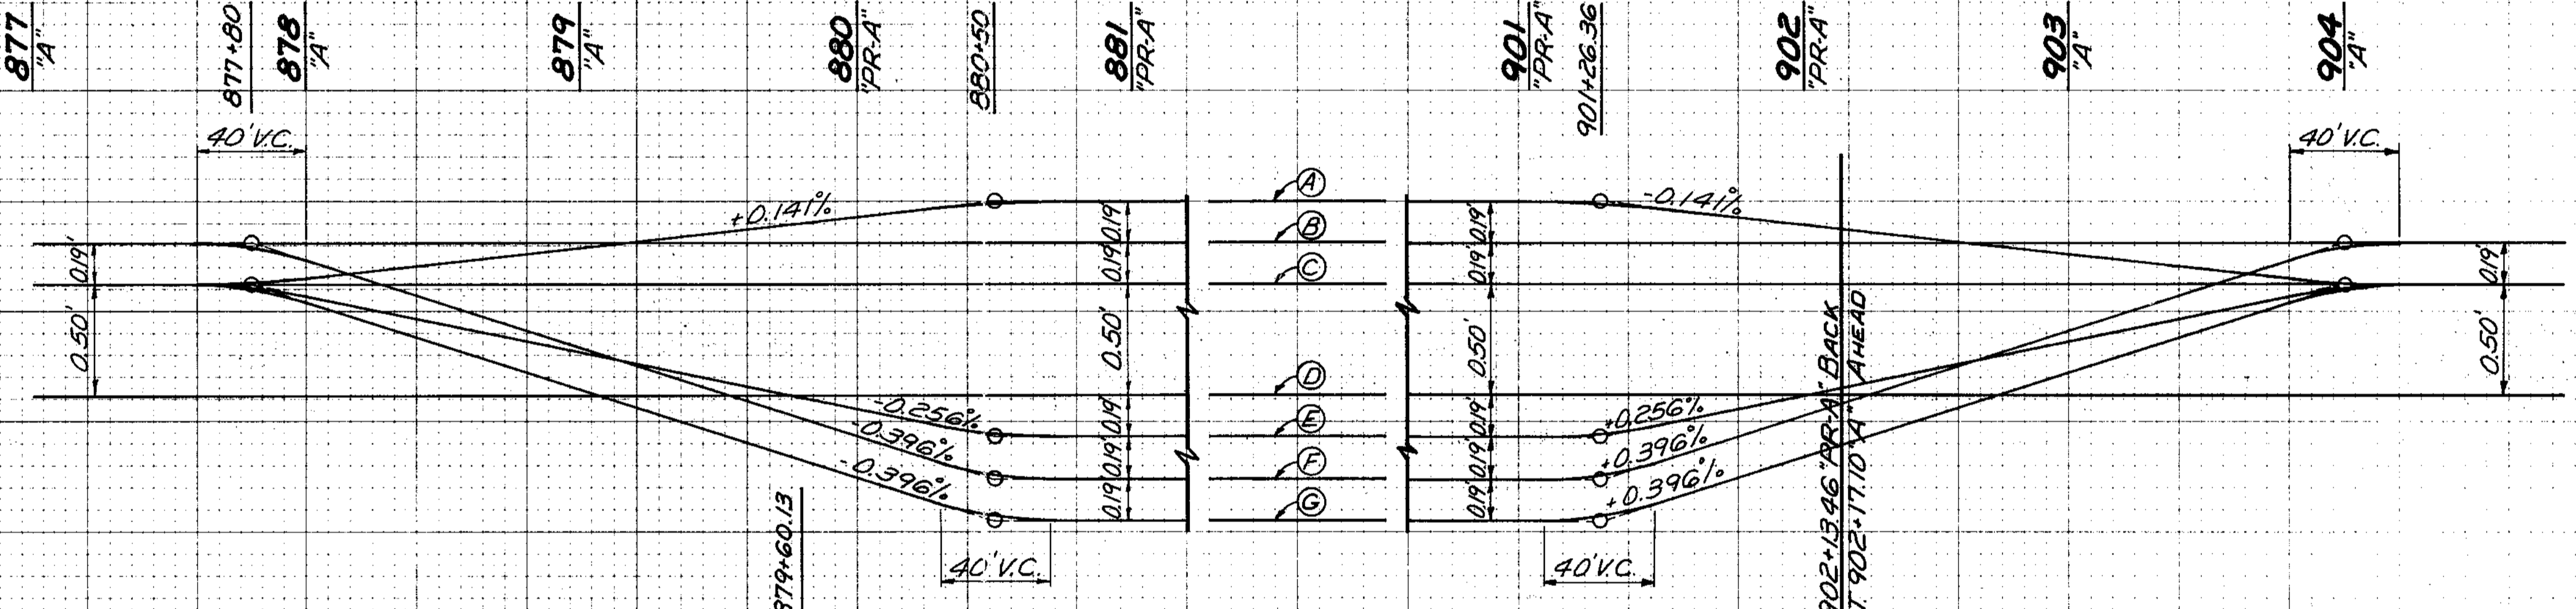 877 "A"
877+80
878 "A"
879 "A"
880 "PR-A"
880+50
881 "PR-A"
901 "PR-A"
901+26.36
902 "PR-A"
903 "A"
904 "A"
40' V.C.
40' V.C.
+0.141%
-0.141%
A
B
C
D
E
F
G
0.19'
0.50'
0.19'
0.19'
0.50'
0.19'
0.19'
0.19'
0.19'
0.19'
0.50'
0.19'
0.19'
0.19'
0.19'
0.50'
-0.256%
-0.396%
-0.396%
+0.256%
+0.396%
+0.396%
879+60.13
902+13.46 "PR-A" BACK
T. 902+17.10 "A" AHEAD
40' V.C.
40' V.C.